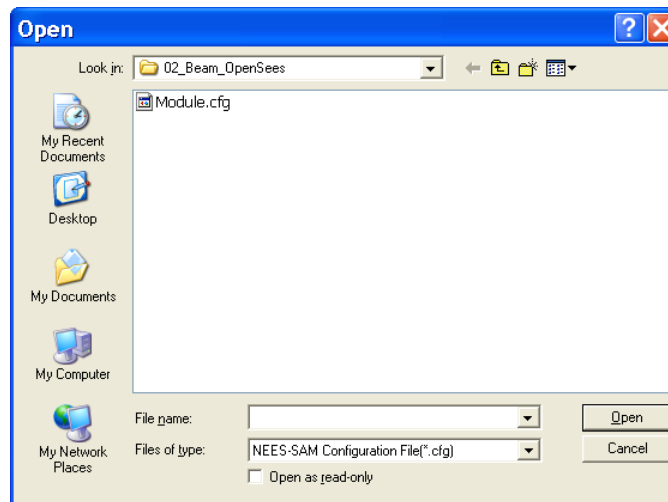 Open
Look in: 02_Beam_OpenSees
Module.cfg
My Recent
Documents
Desktop
My Documents
My Computer
My Network
Places
File name:
Open
Files of type: NEES-SAM Configuration File(*.cfg)
Cancel
Open as read-only